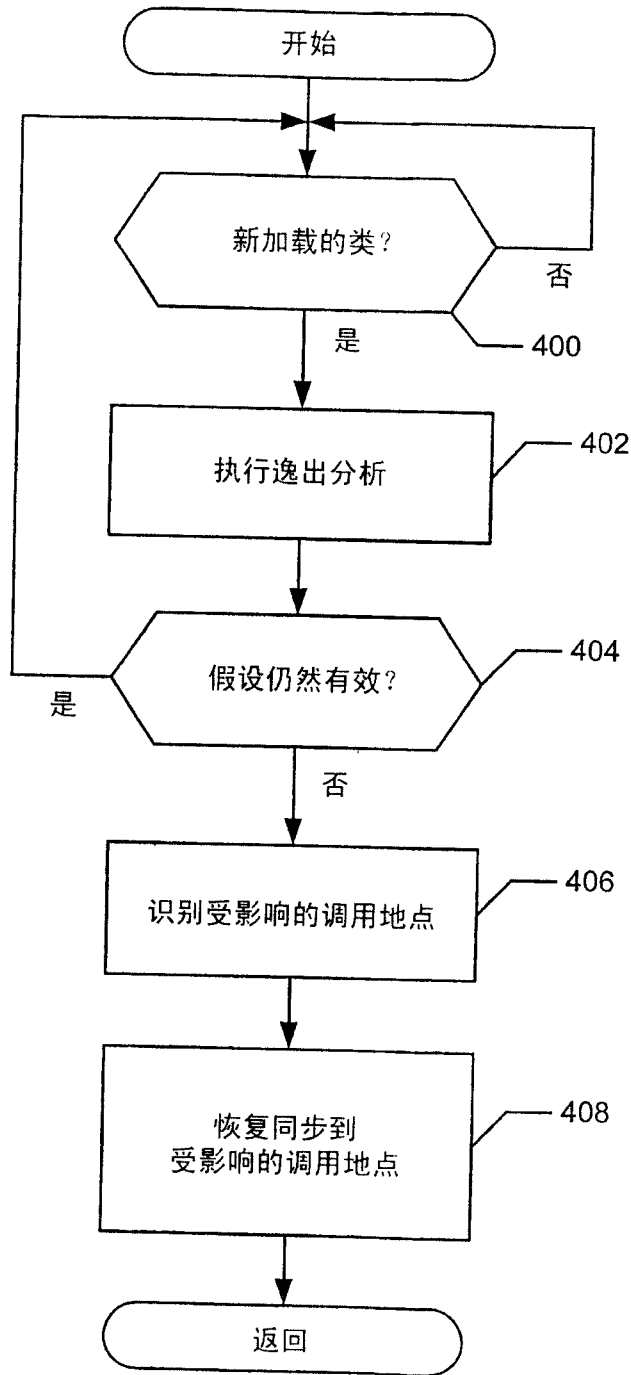 开始
新加载的类?
否
400
是
402
执行逸出分析
404
假设仍然有效?
是
否
406
识别受影响的调用地点
408
恢复同步到
受影响的调用地点
返回